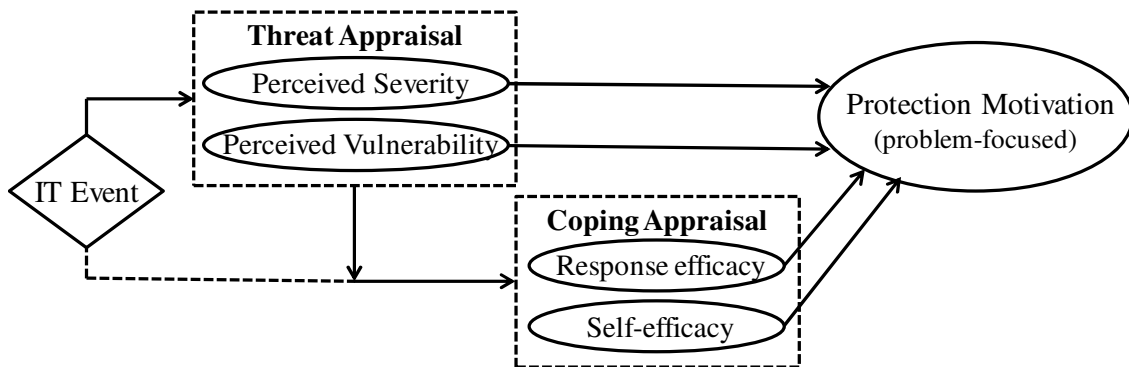 Threat Appraisal
Perceived Severity
Perceived Vulnerability
IT Event
Coping Appraisal
Response efficacy
Self-efficacy
Protection Motivation
(problem-focused)